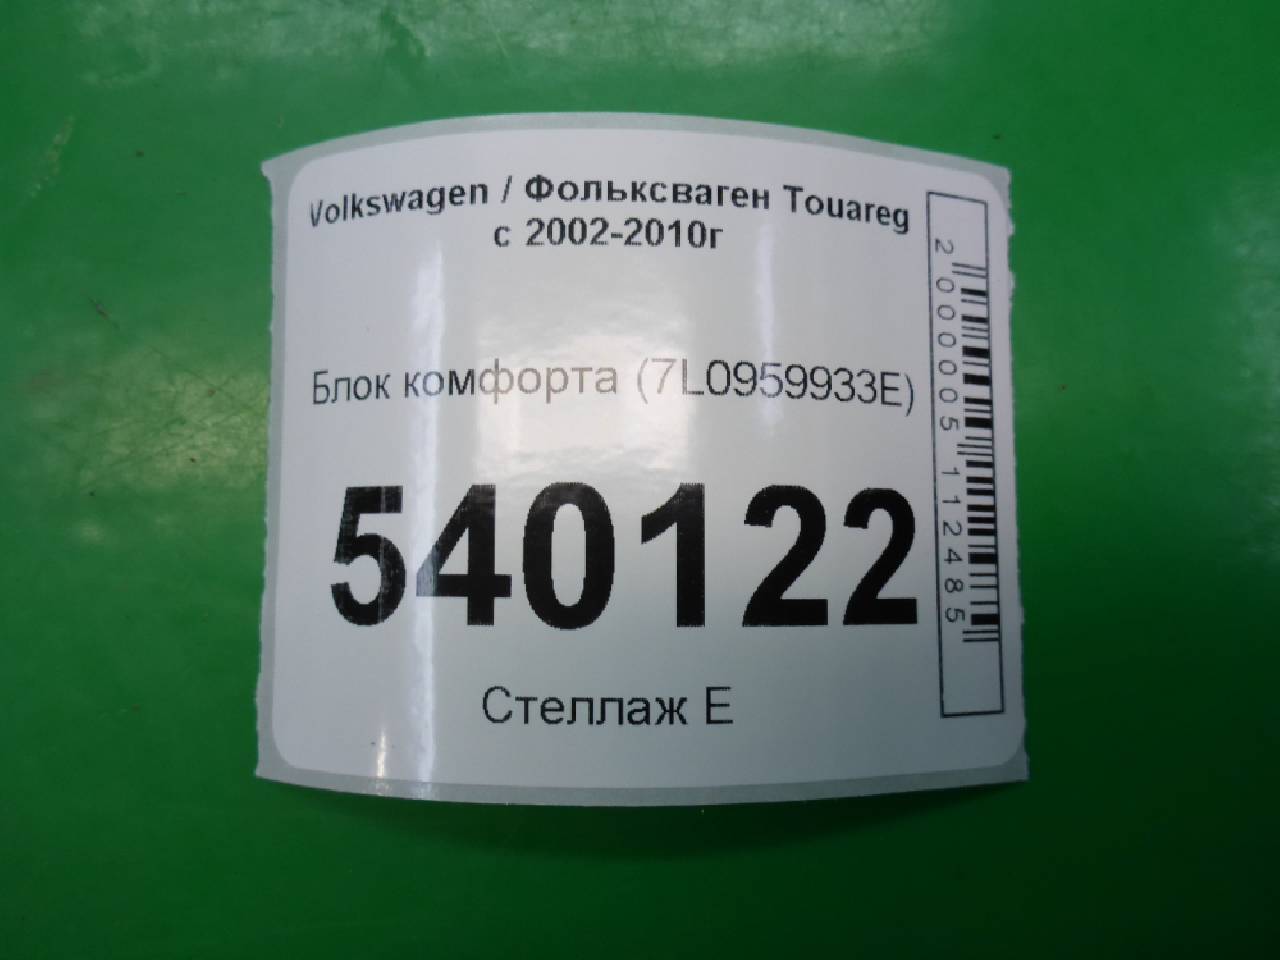 Volkswagen / Фольксваген Touareg
с 2002-2010г
Блок комфорта (7L0959933E)
540122
Стеллаж Е
2000005112485